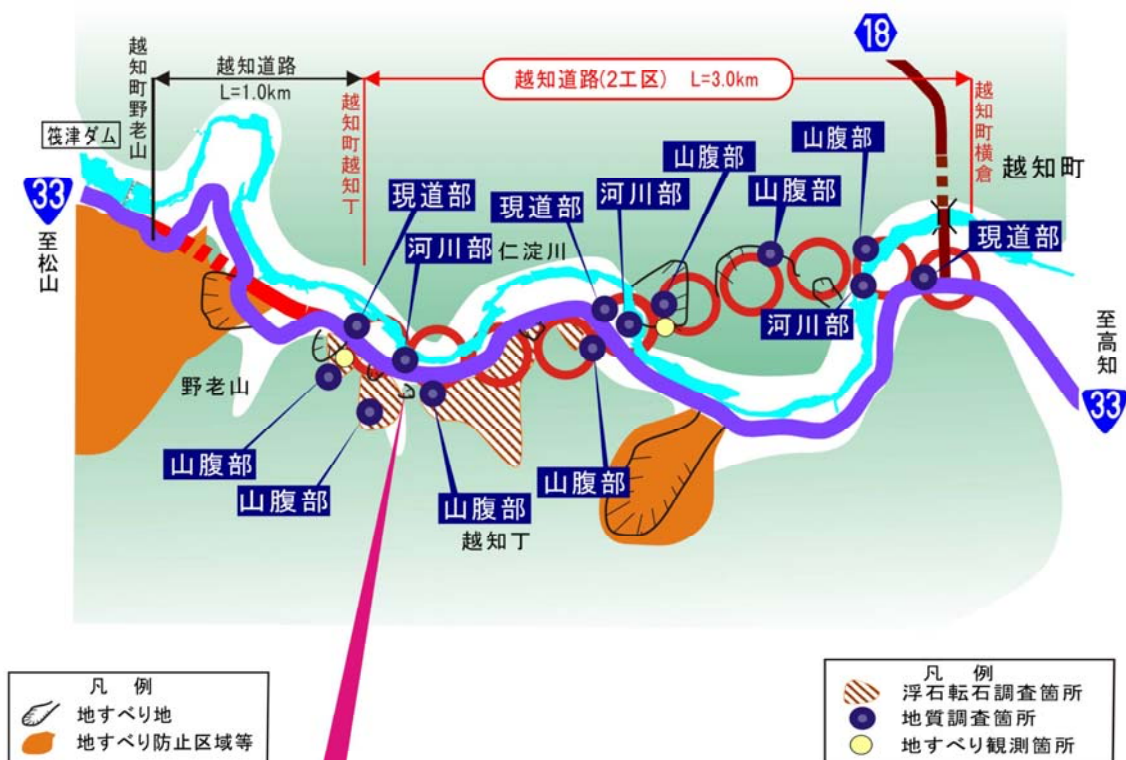 18
越知道路
L=1.0km
越知道路(2工区) L=3.0km
越知町野老山
越知町越知丁
越知町横倉
筏津ダム
越知町
33
至松山
山腹部
山腹部
山腹部
河川部
現道部
現道部
河川部
仁淀川
現道部
河川部
至高知
33
野老山
山腹部
山腹部
山腹部
山腹部
越知丁
凡 例
地すべり地
地すべり防止区域等
凡 例
浮石転石調査箇所
地質調査箇所
地すべり観測箇所